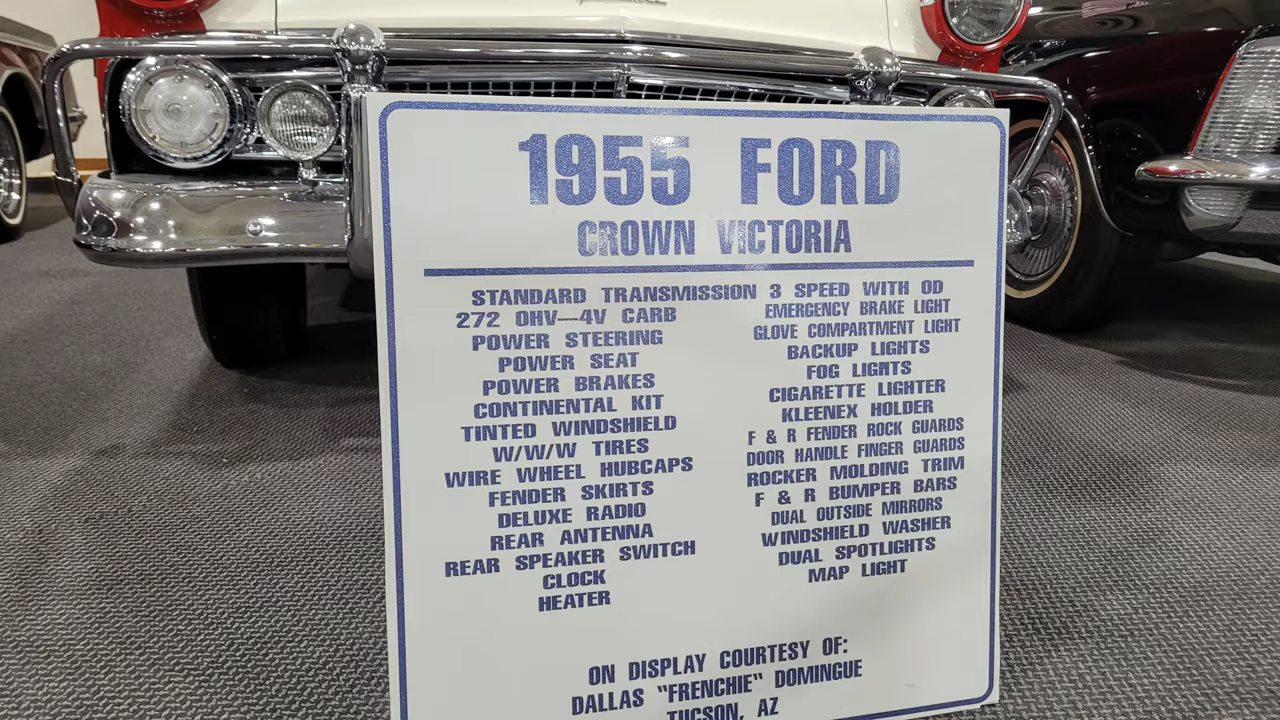 1955 FORD
CROWN VICTORIA
STANDARD TRANSMISSION 3 SPEED WITH OD
272 OHV—4V CARB
POWER STEERING
POWER SEAT
POWER BRAKES
CONTINENTAL KIT
TINTED WINDSHIELD
W/W/W TIRES
WIRE WHEEL HUBCAPS
FENDER SKIRTS
DELUXE RADIO
REAR ANTENNA
REAR SPEAKER SWITCH
CLOCK
HEATER
EMERGENCY BRAKE LIGHT
GLOVE COMPARTMENT LIGHT
BACKUP LIGHTS
FOG LIGHTS
CIGARETTE LIGHTER
KLEENEX HOLDER
F & R FENDER ROCK GUARDS
DOOR HANDLE FINGER GUARDS
ROCKER MOLDING TRIM
F & R BUMPER BARS
DUAL OUTSIDE MIRRORS
WINDSHIELD WASHER
DUAL SPOTLIGHTS
MAP LIGHT
ON DISPLAY COURTESY OF:
DALLAS "FRENCHIE" DOMINGUE
TUCSON, AZ